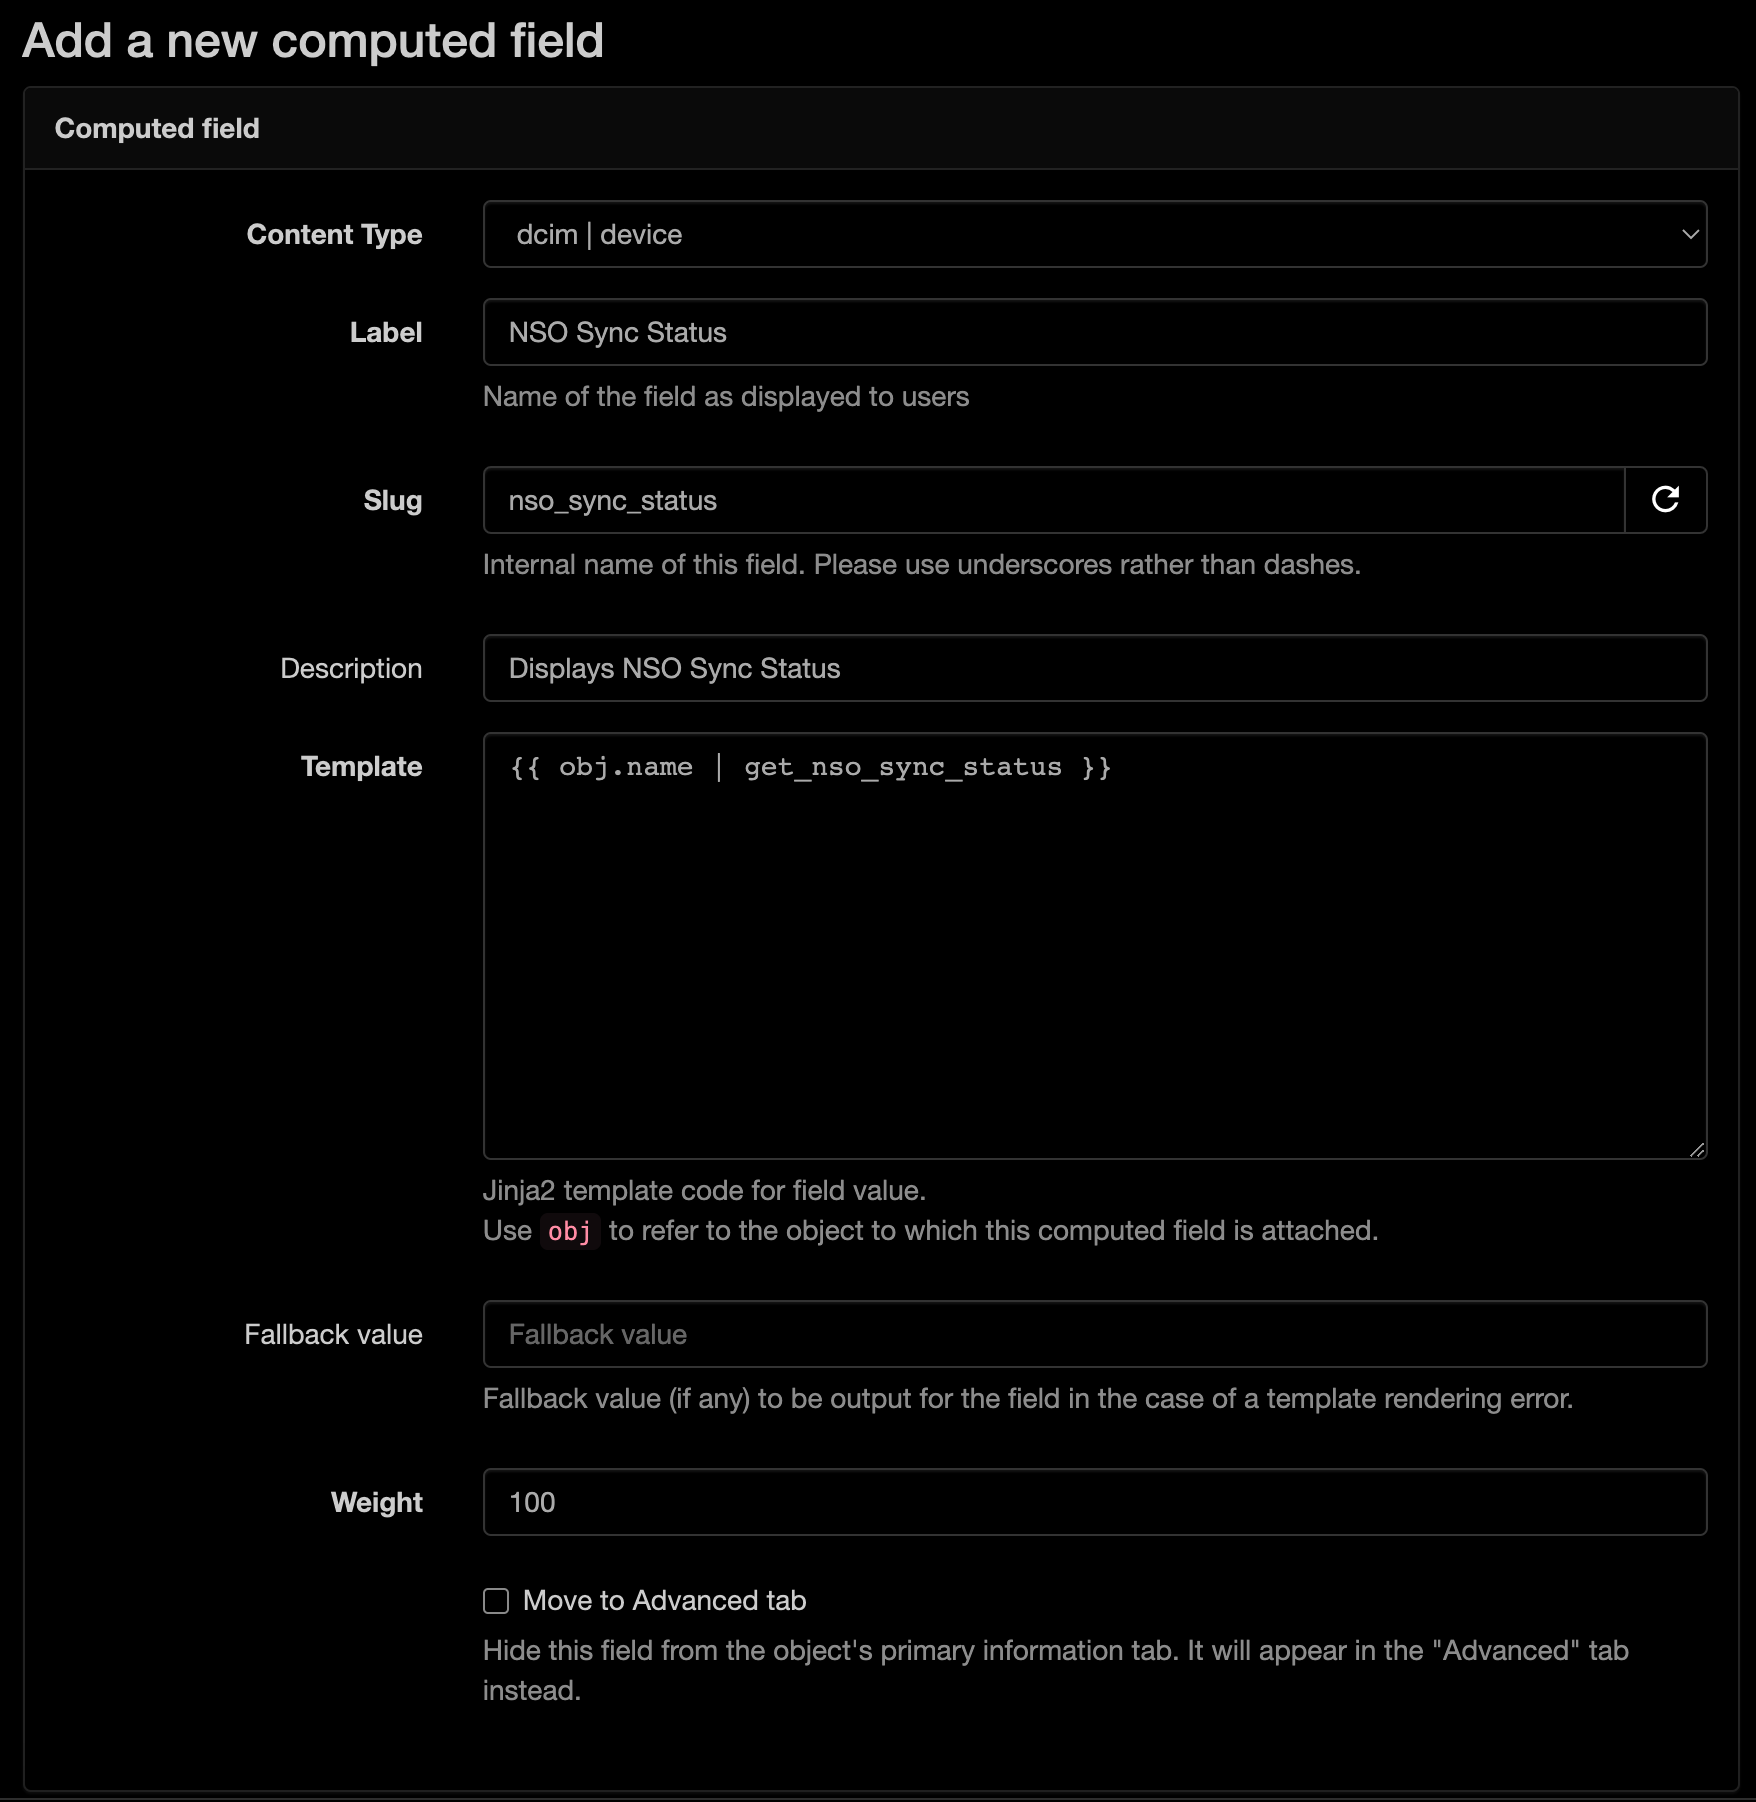 Add a new computed field
Computed field
Content Type
dcim | device
Label
NSO Sync Status
Name of the field as displayed to users
Slug
nso_sync_status
Internal name of this field. Please use underscores rather than dashes.
Description
Displays NSO Sync Status
Template
{{ obj.name | get_nso_sync_status }}
Jinja2 template code for field value.
Use obj to refer to the object to which this computed field is attached.
Fallback value
Fallback value
Fallback value (if any) to be output for the field in the case of a template rendering error.
Weight
100
Move to Advanced tab
Hide this field from the object's primary information tab. It will appear in the "Advanced" tab
instead.